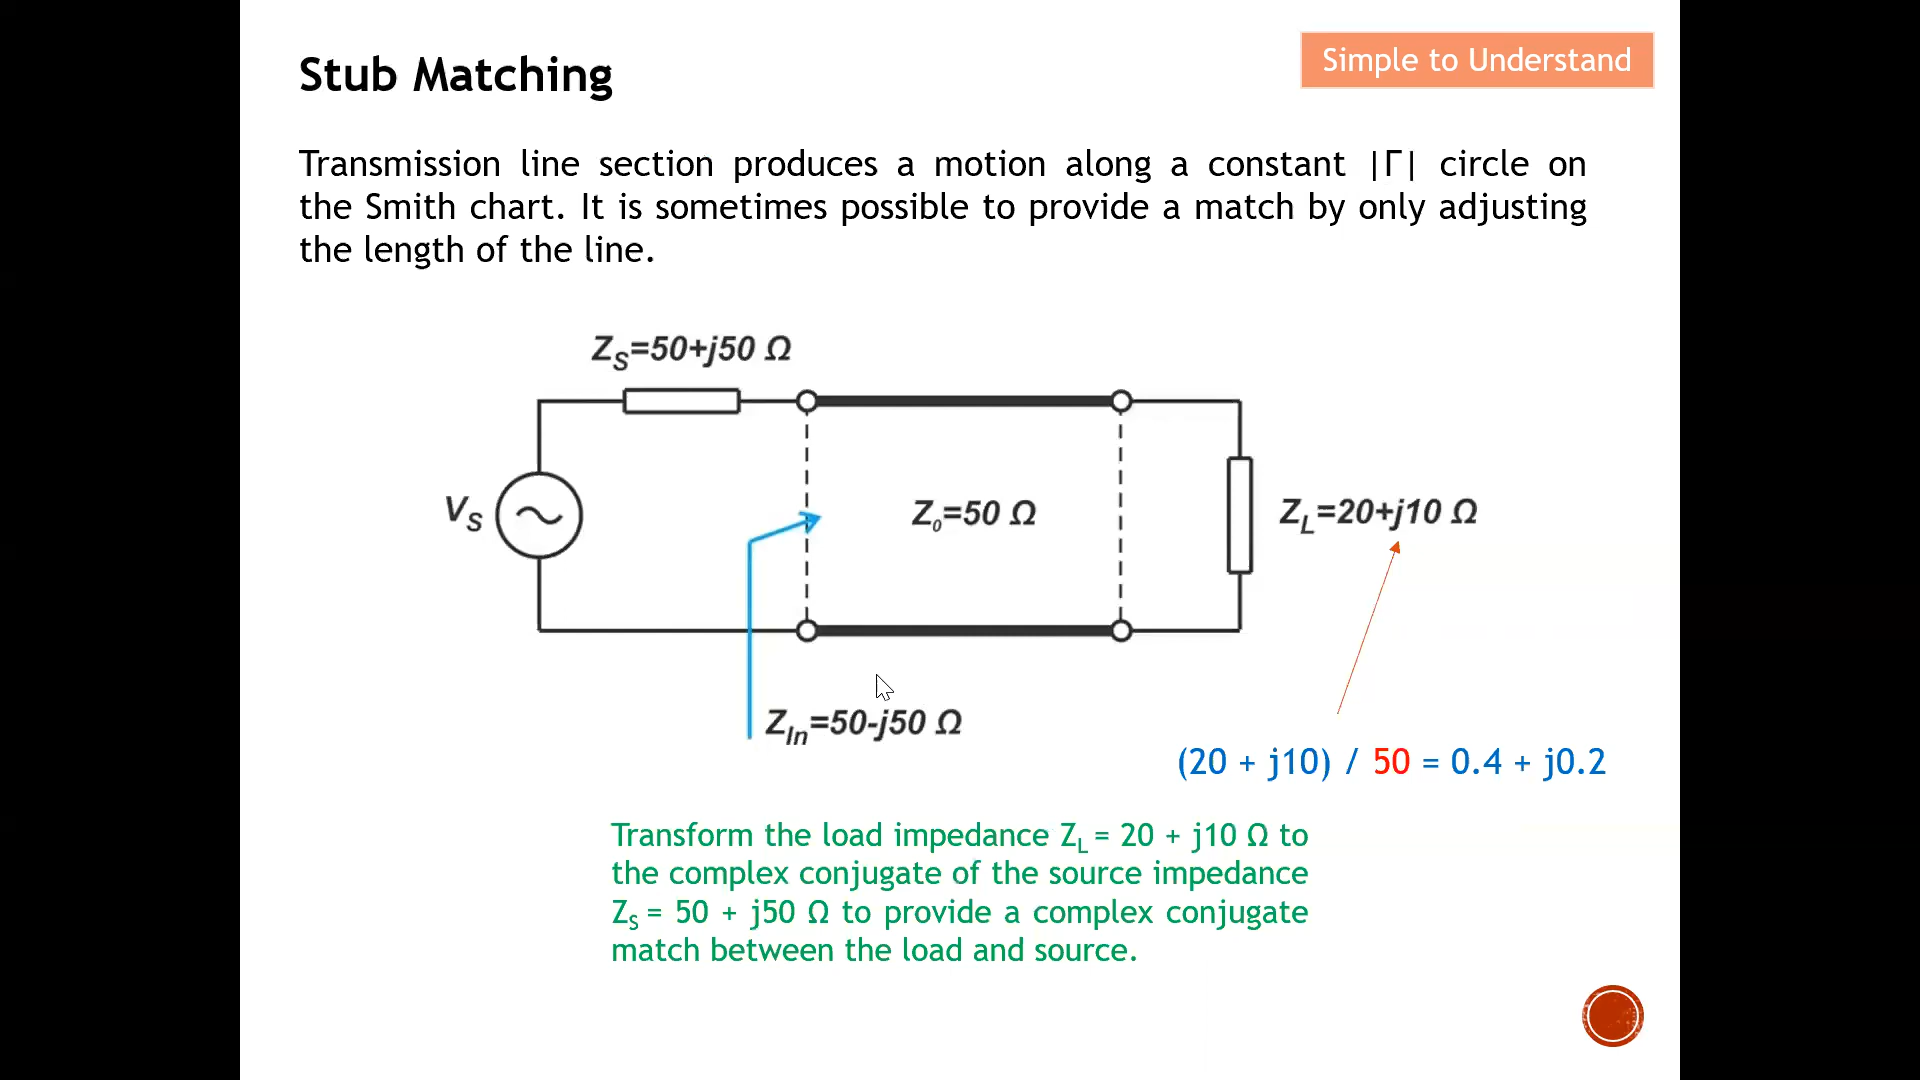 Stub Matching
Simple to Understand
Transmission line section produces a motion along a constant |Γ| circle on
the Smith chart. It is sometimes possible to provide a match by only adjusting
the length of the line.
Z_S=50+j50 Ω
V_S
Z_0=50 Ω
Z_L=20+j10 Ω
Z_In=50-j50 Ω
(20 + j10) / 50 = 0.4 + j0.2
Transform the load impedance Z_L = 20 + j10 Ω to
the complex conjugate of the source impedance
Z_S = 50 + j50 Ω to provide a complex conjugate
match between the load and source.